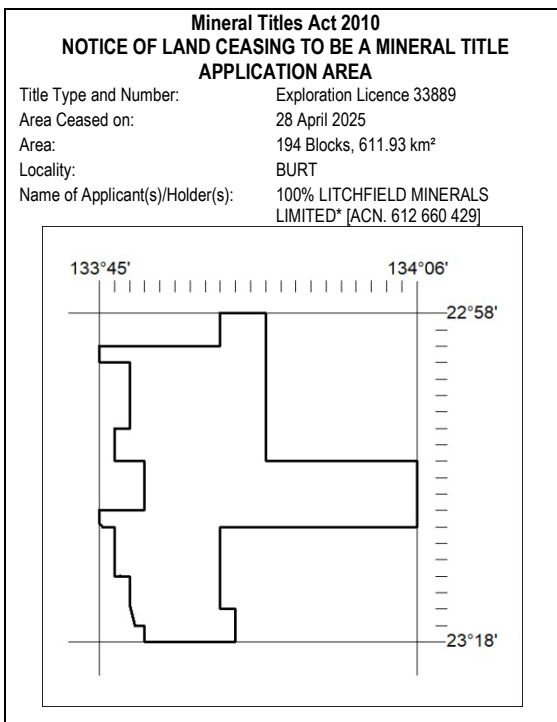 Mineral Titles Act 2010
NOTICE OF LAND CEASING TO BE A MINERAL TITLE
APPLICATION AREA
Title Type and Number: Exploration Licence 33889
Area Ceased on: 28 April 2025
Area: 194 Blocks, 611.93 km²
Locality: BURT
Name of Applicant(s)/Holder(s): 100% LITCHFIELD MINERALS
LIMITED* [ACN. 612 660 429]
133°45' 134°06'
22°58'
23°18'